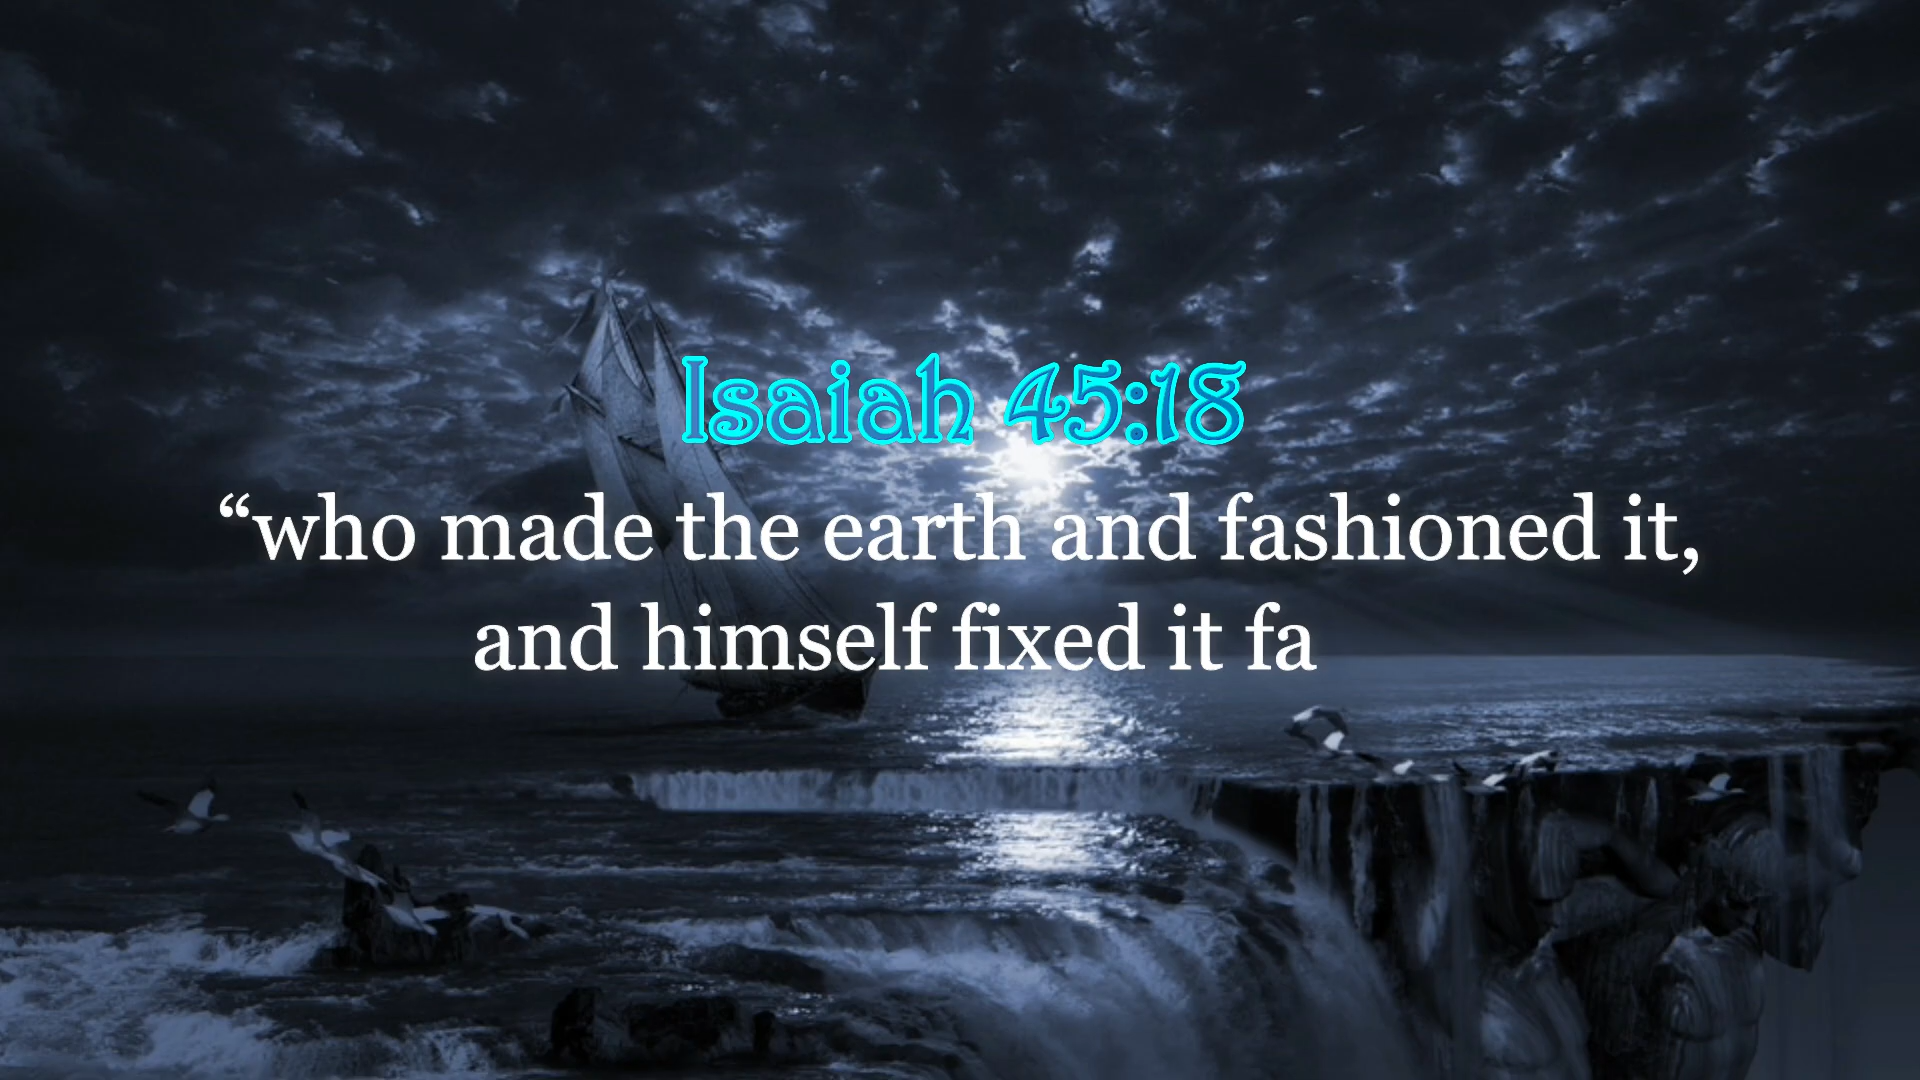 Isaiah 45:18
“who made the earth and fashioned it,
and himself fixed it fa